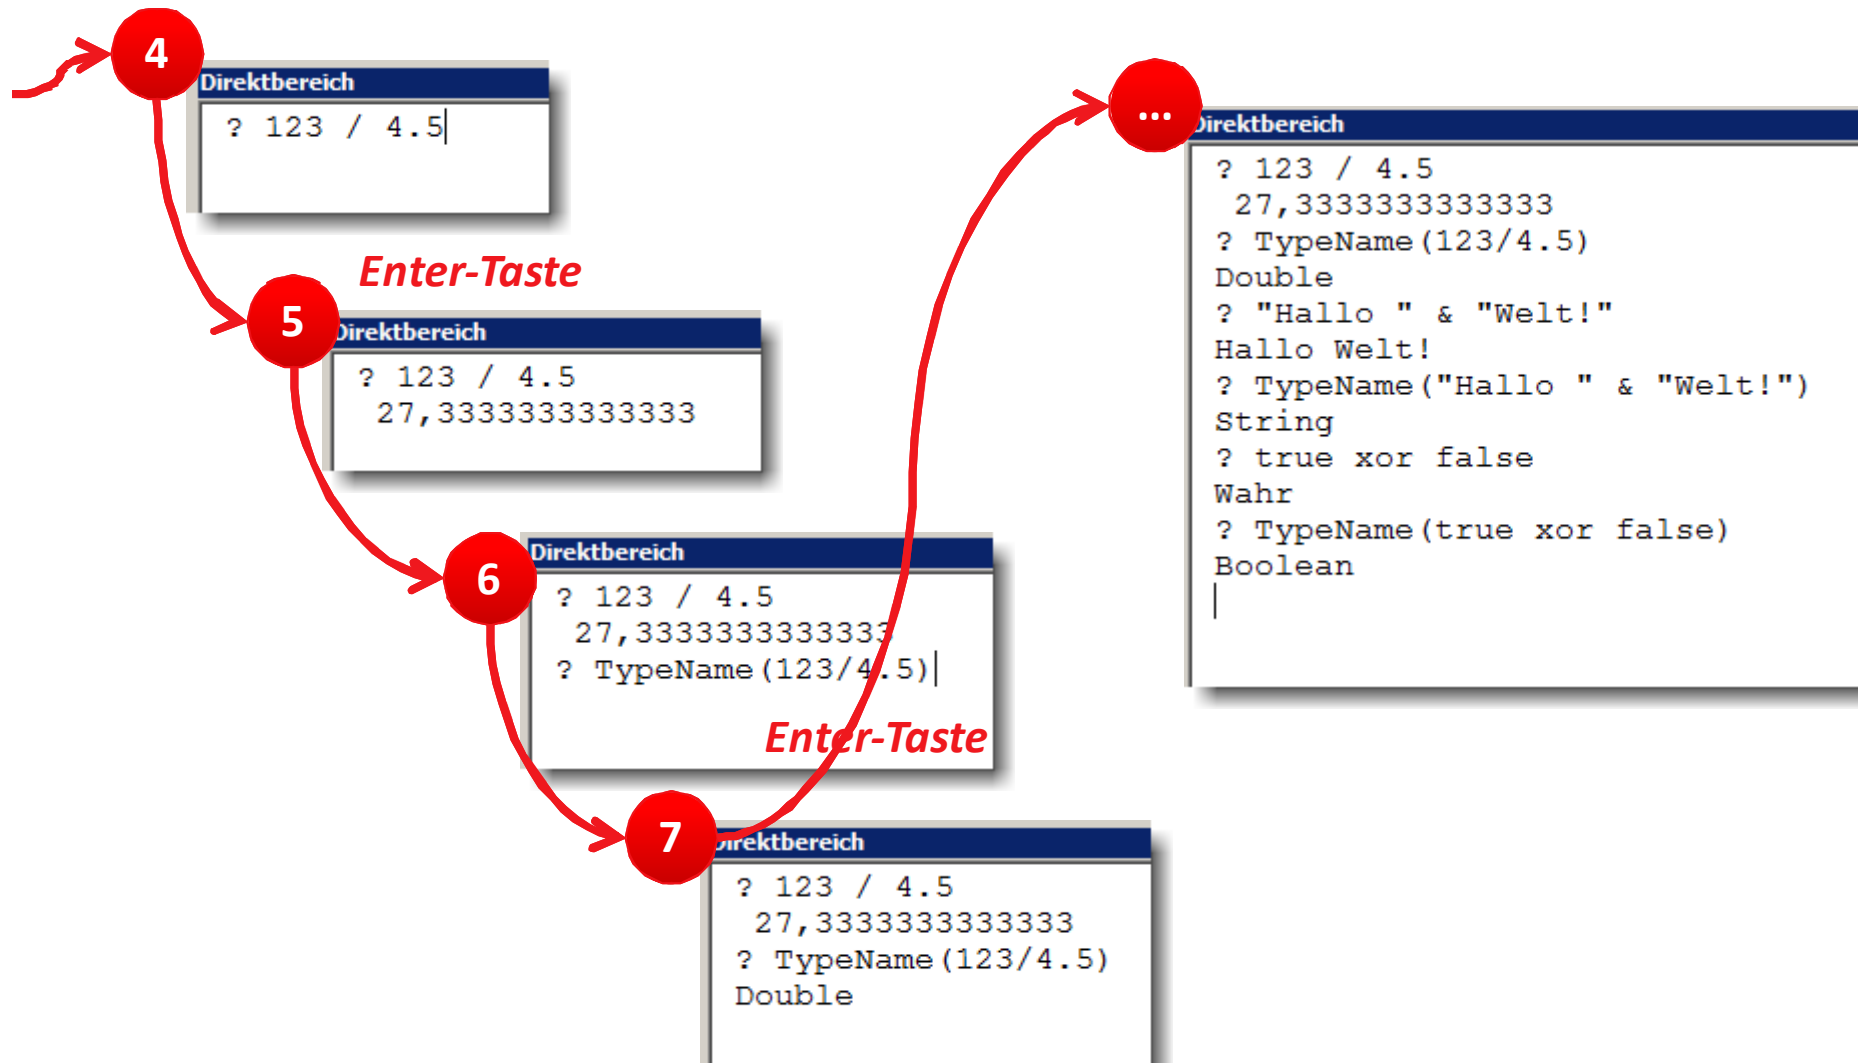 4
Direktbereich
? 123 / 4.5
Enter-Taste
5
Direktbereich
? 123 / 4.5
27,3333333333333
6
Direktbereich
? 123 / 4.5
27,3333333333333
? TypeName(123/4.5)
Enter-Taste
7
Direktbereich
? 123 / 4.5
27,3333333333333
? TypeName(123/4.5)
Double
...
Direktbereich
? 123 / 4.5
27,3333333333333
? TypeName(123/4.5)
Double
? "Hallo " & "Welt!"
Hallo Welt!
? TypeName("Hallo " & "Welt!")
String
? true xor false
Wahr
? TypeName(true xor false)
Boolean